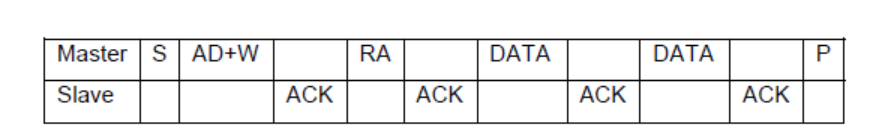 Master S AD+W RA DATA DATA P
Slave ACK ACK ACK ACK